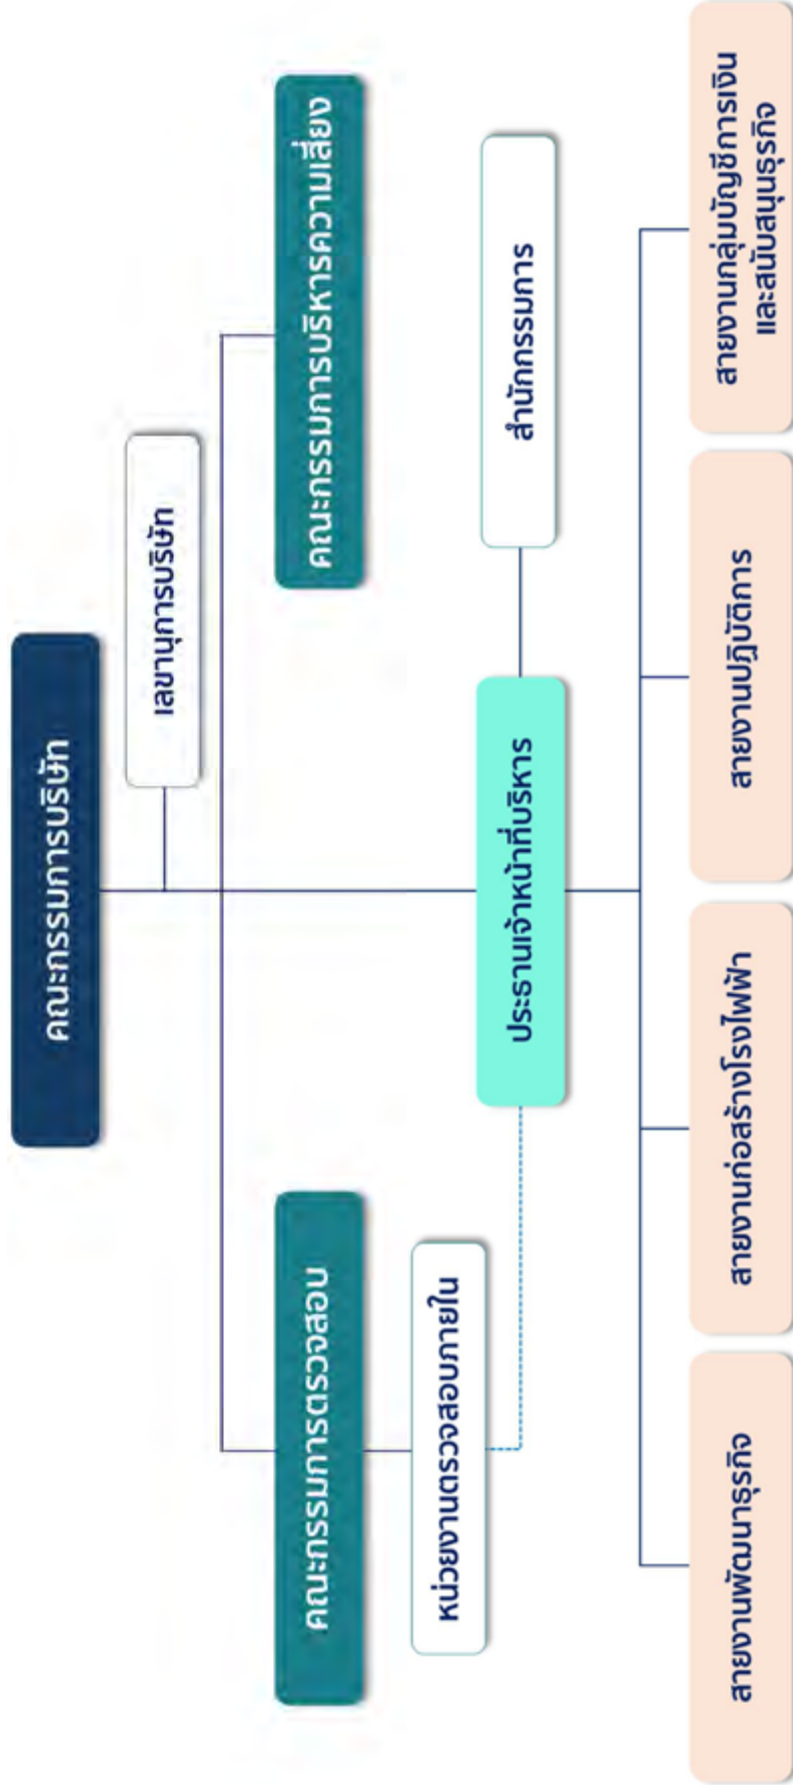 คณะกรรมการบริษัท
เลขานุการบริษัท
คณะกรรมการตรวจสอบ
คณะกรรมการบริหารความเสี่ยง
หน่วยงานตรวจสอบภายใน
ประธานเจ้าหน้าที่บริหาร
สำนักกรรมการ
สายงานพัฒนาธุรกิจ
สายงานก่อสร้างโรงไฟฟ้า
สายงานปฏิบัติการ
สายงานกลุ่มบัญชีการเงิน
และสนับสนุนธุรกิจ